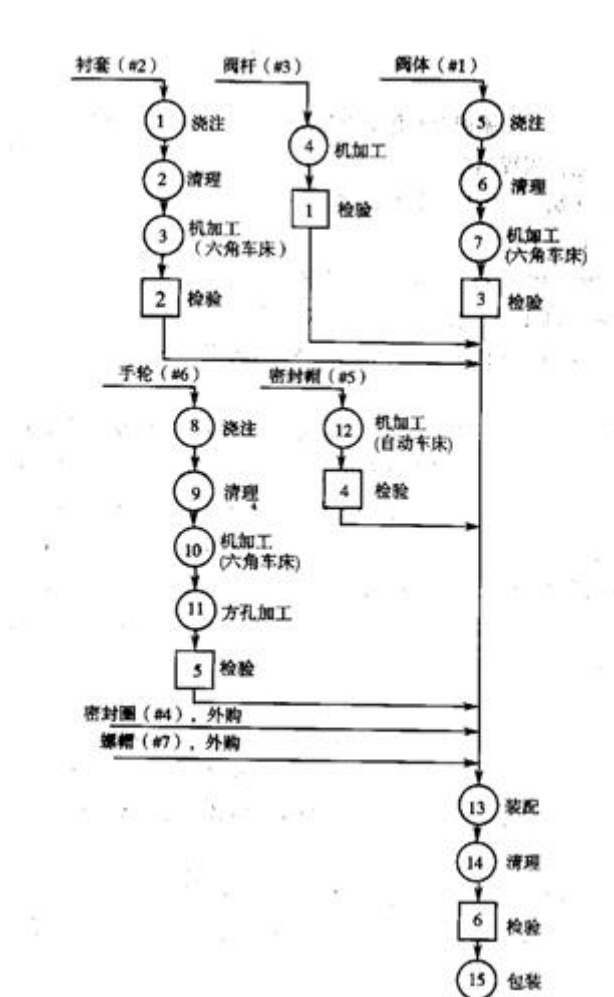 衬套（#2）
阀杆（#3）
阀体（#1）
1 浇注
5 浇注
4 机加工
2 清理
6 清理
1 检验
3 机加工
（六角车床）
7 机加工
(六角车床)
2 检验
3 检验
手轮（#6）
密封帽（#5）
8 浇注
12 机加工
(自动车床)
9 清理
4 检验
10 机加工
(六角车床)
11 方孔加工
5 检验
密封圈（#4），外购
螺帽（#7），外购
13 装配
14 清理
6 检验
15 包装